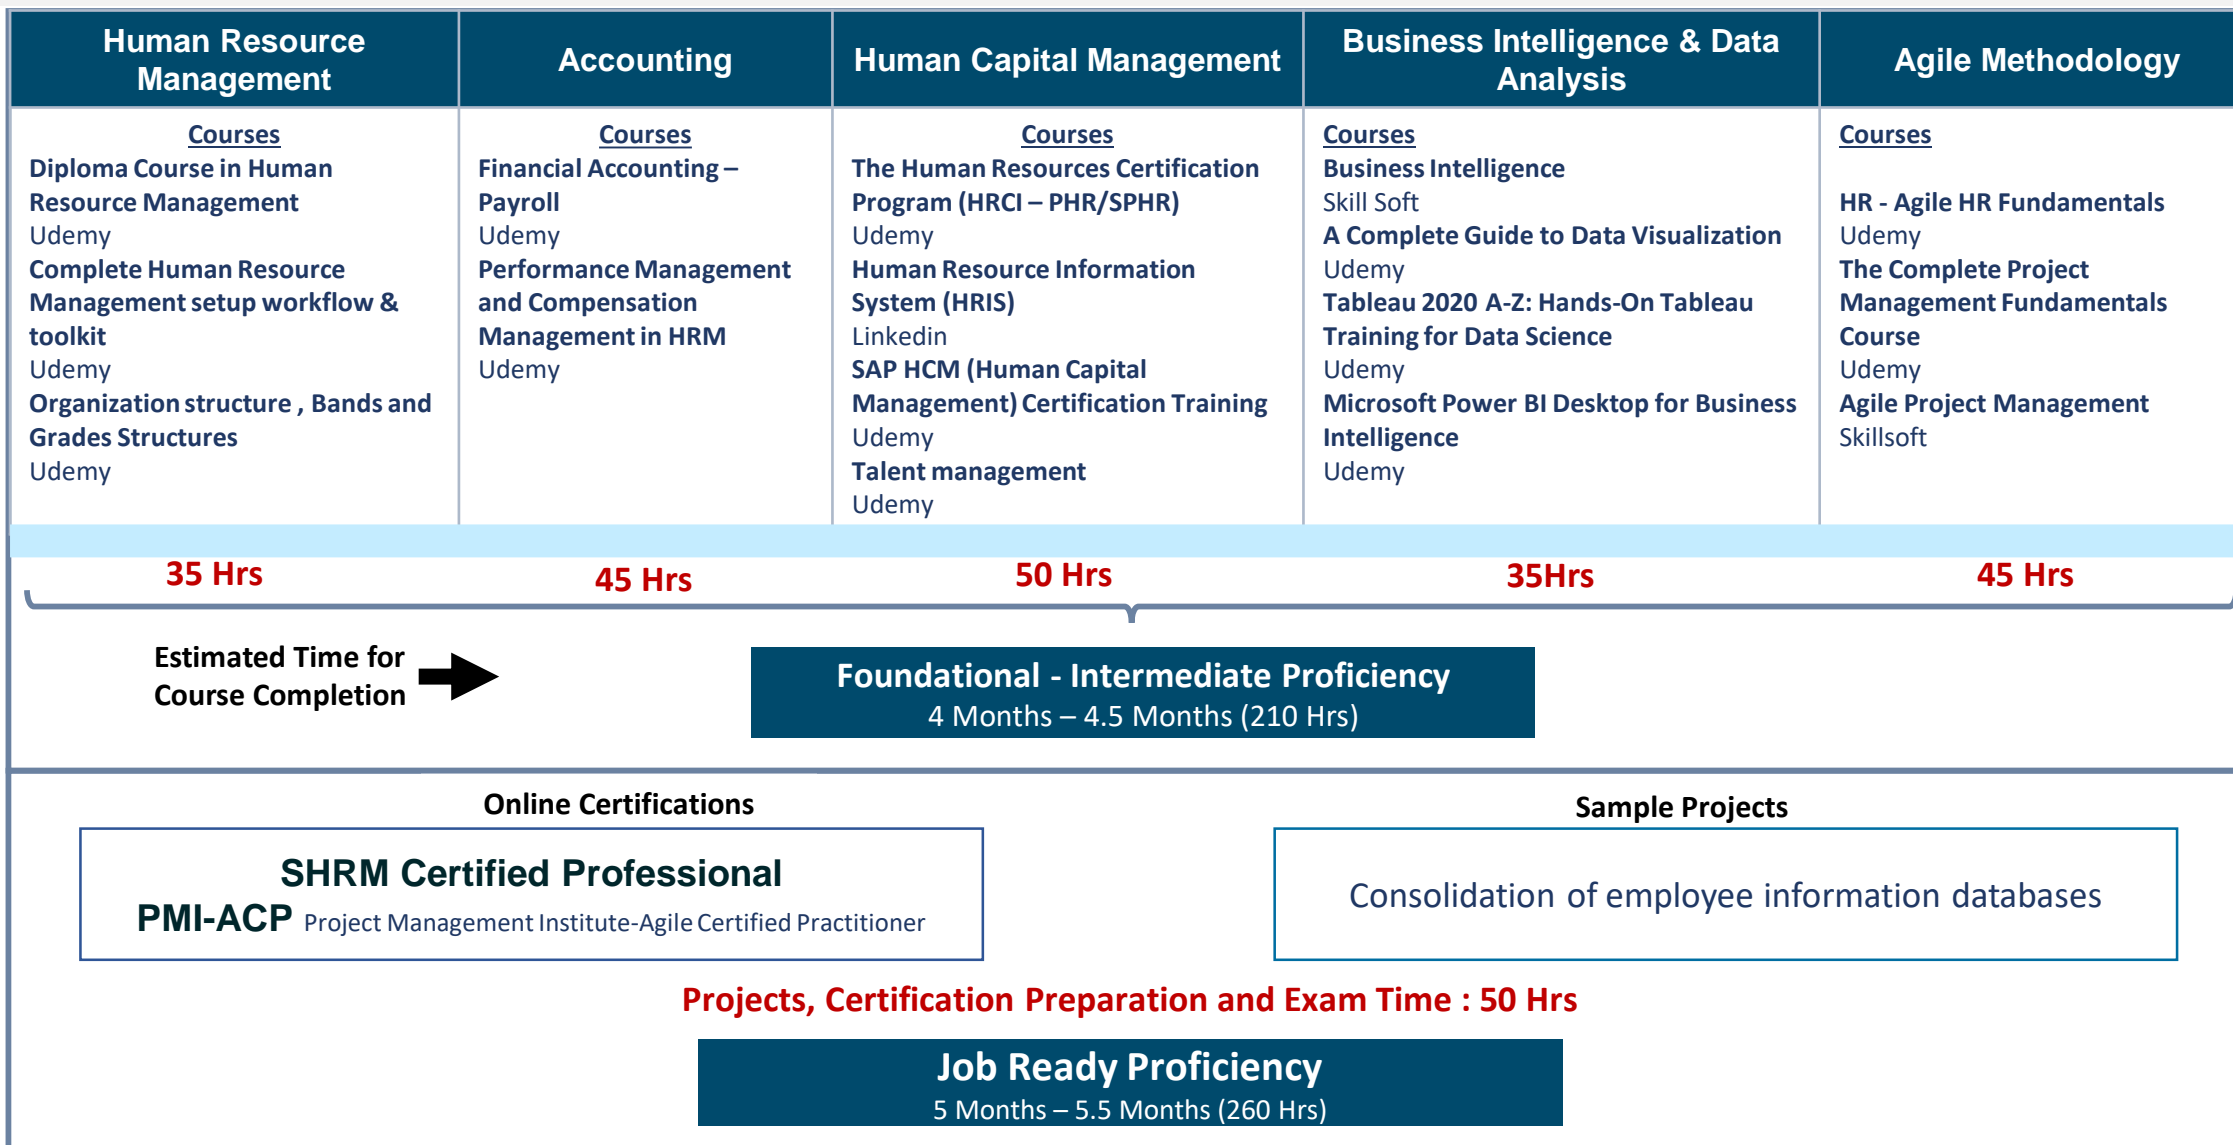 Human Resource
Management
Accounting
Human Capital Management
Business Intelligence & Data
Analysis
Agile Methodology
Courses
Diploma Course in Human
Resource Management
Udemy
Complete Human Resource
Management setup workflow &
toolkit
Udemy
Organization structure , Bands and
Grades Structures
Udemy
Courses
Financial Accounting –
Payroll
Udemy
Performance Management
and Compensation
Management in HRM
Udemy
Courses
The Human Resources Certification
Program (HRCI – PHR/SPHR)
Udemy
Human Resource Information
System (HRIS)
Linkedin
SAP HCM (Human Capital
Management) Certification Training
Udemy
Talent management
Udemy
Courses
Business Intelligence
Skill Soft
A Complete Guide to Data Visualization
Udemy
Tableau 2020 A-Z: Hands-On Tableau
Training for Data Science
Udemy
Microsoft Power BI Desktop for Business
Intelligence
Udemy
Courses
HR - Agile HR Fundamentals
Udemy
The Complete Project
Management Fundamentals
Course
Udemy
Agile Project Management
Skillsoft
35 Hrs
45 Hrs
50 Hrs
35Hrs
45 Hrs
Estimated Time for
Course Completion
Foundational - Intermediate Proficiency
4 Months – 4.5 Months (210 Hrs)
Online Certifications
SHRM Certified Professional
PMI-ACP Project Management Institute-Agile Certified Practitioner
Sample Projects
Consolidation of employee information databases
Projects, Certification Preparation and Exam Time : 50 Hrs
Job Ready Proficiency
5 Months – 5.5 Months (260 Hrs)